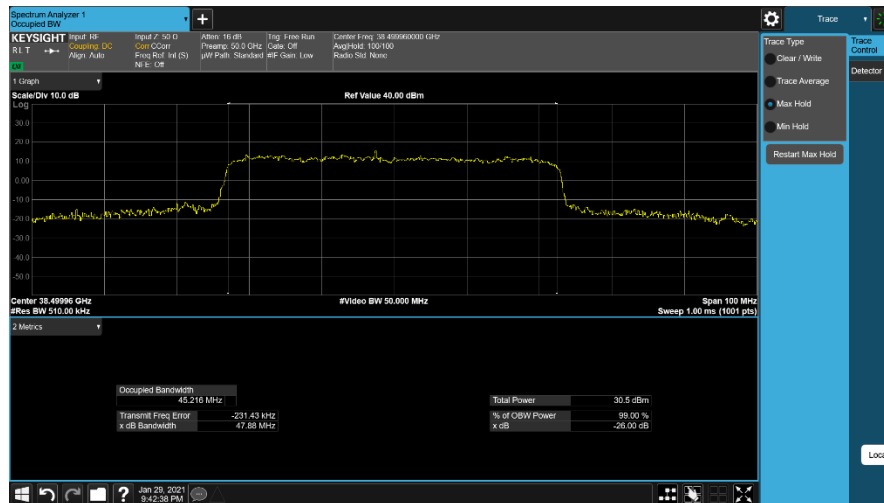 Spectrum Analyzer 1
Occupied BW
+
Trace
KEYSIGHT
RLT
LW
Input: RF
Coupling: DC
Align: Auto
Input Z: 50 Ω
Corr CCorr
Freq Ref: Int (S)
NFE: Off
Atten: 16 dB
Preamp: 50.0 GHz
µW Path: Standard
Trig: Free Run
Gate: Off
#IF Gain: Low
Center Freq: 38.499960000 GHz
Avg|Hold: 100/100
Radio Std: None
1 Graph
Scale/Div 10.0 dB
Ref Value 40.00 dBm
Log
30.0
20.0
10.0
0.00
-10.0
-20.0
-30.0
-40.0
-50.0
Center 38.49996 GHz
#Res BW 510.00 kHz
#Video BW 50.000 MHz
Span 100 MHz
Sweep 1.00 ms (1001 pts)
2 Metrics
Occupied Bandwidth
45.216 MHz
Transmit Freq Error -231.43 kHz
x dB Bandwidth 47.88 MHz
Total Power 30.5 dBm
% of OBW Power 99.00 %
x dB -26.00 dB
Trace Type
Clear / Write
Trace Average
Max Hold
Min Hold
Restart Max Hold
Trace
Control
Detector
Loca
?
Jan 29, 2021
9:42:38 PM